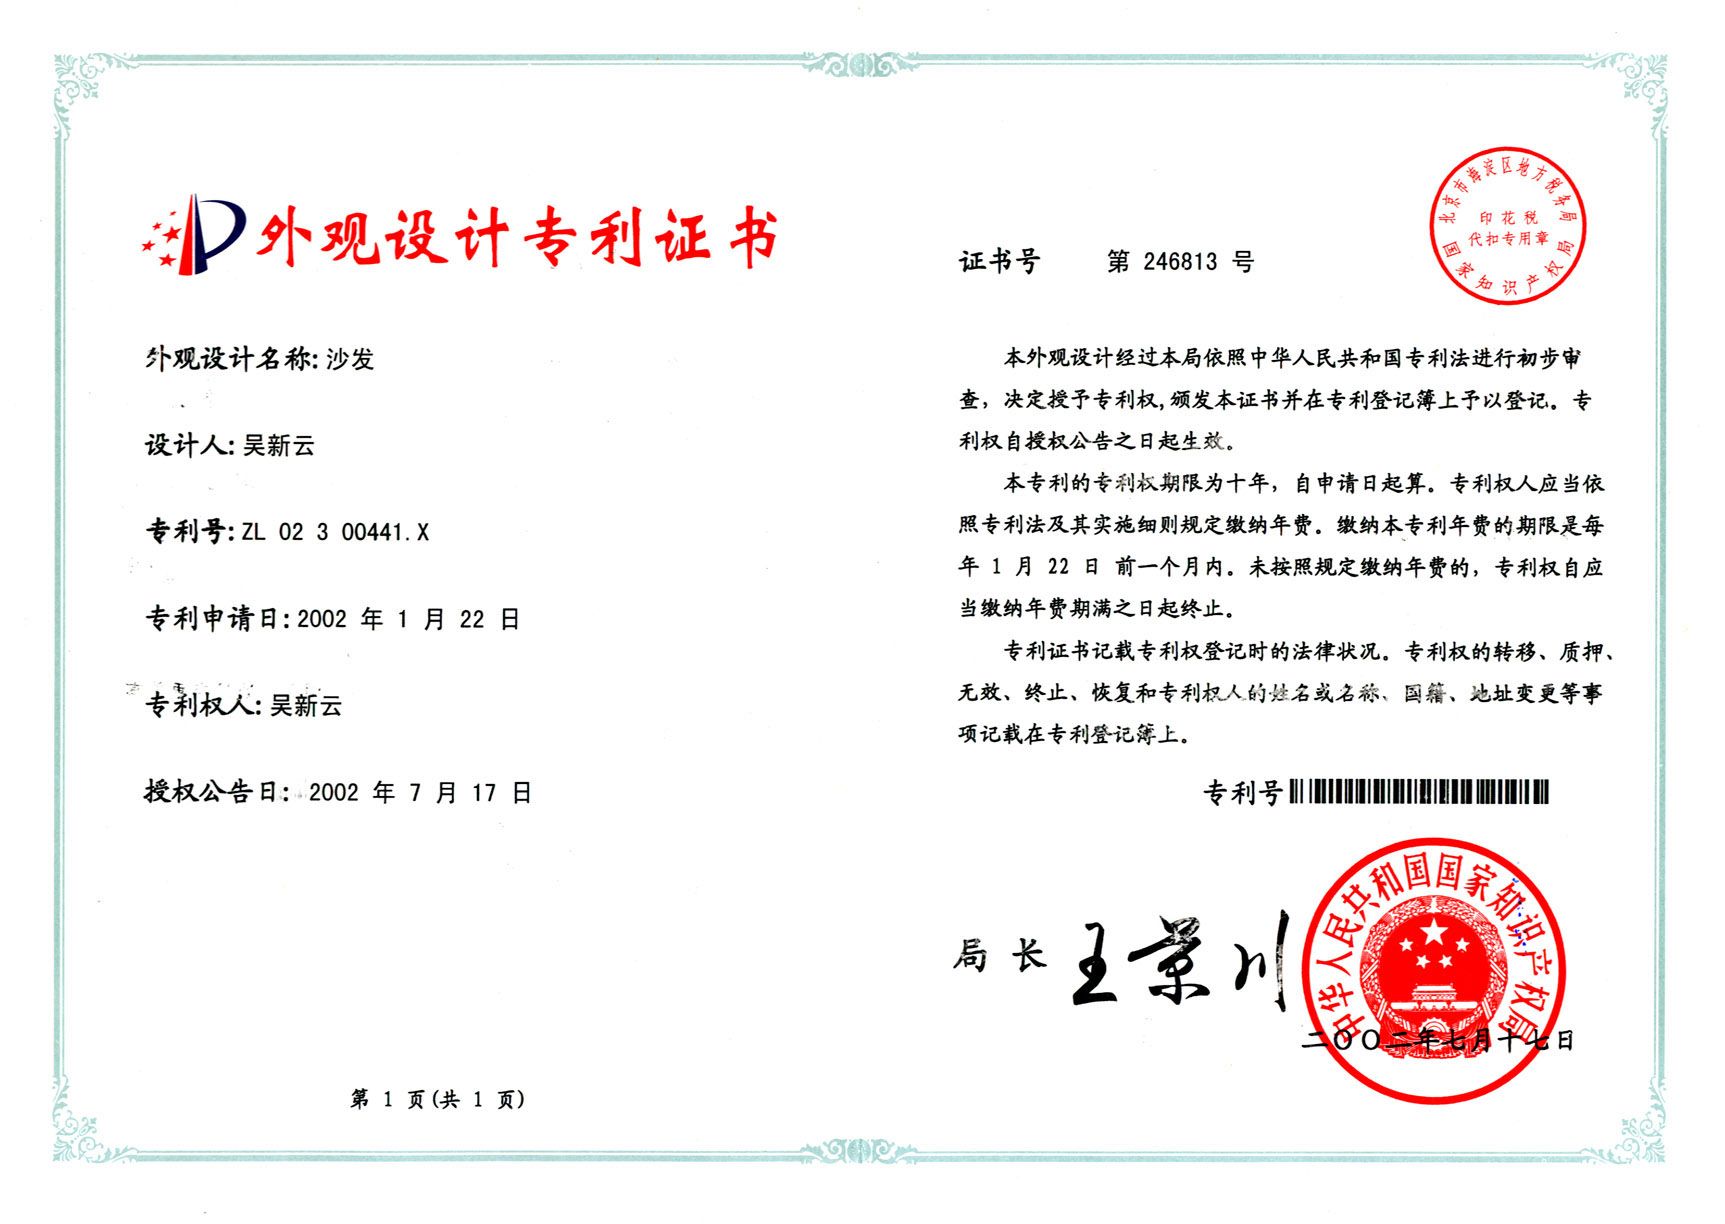 外观设计专利证书
外观设计名称:沙发
设计人:吴新云
专利号:ZL 02 3 00441.X
专利申请日:2002 年 1 月 22 日
专利权人:吴新云
授权公告日: 2002 年 7 月 17 日
第 1 页(共 1 页)
证书号 第 246813 号
北京市海淀区地方税务局
印花税
代扣专用章
国家知识产权局
本外观设计经过本局依照中华人民共和国专利法进行初步审
查，决定授予专利权,颁发本证书并在专利登记簿上予以登记。专
利权自授权公告之日起生效。
本专利的专利权期限为十年，自申请日起算。专利权人应当依
照专利法及其实施细则规定缴纳年费。缴纳本专利年费的期限是每
年 1 月 22 日 前一个月内。未按照规定缴纳年费的，专利权自应
当缴纳年费期满之日起终止。
专利证书记载专利权登记时的法律状况。专利权的转移、质押、
无效、终止、恢复和专利权人的姓名或名称、国籍、地址变更等事
项记载在专利登记簿上。
专利号
局长 王景川
中华人民共和国国家知识产权局
二〇〇二年七月十七日